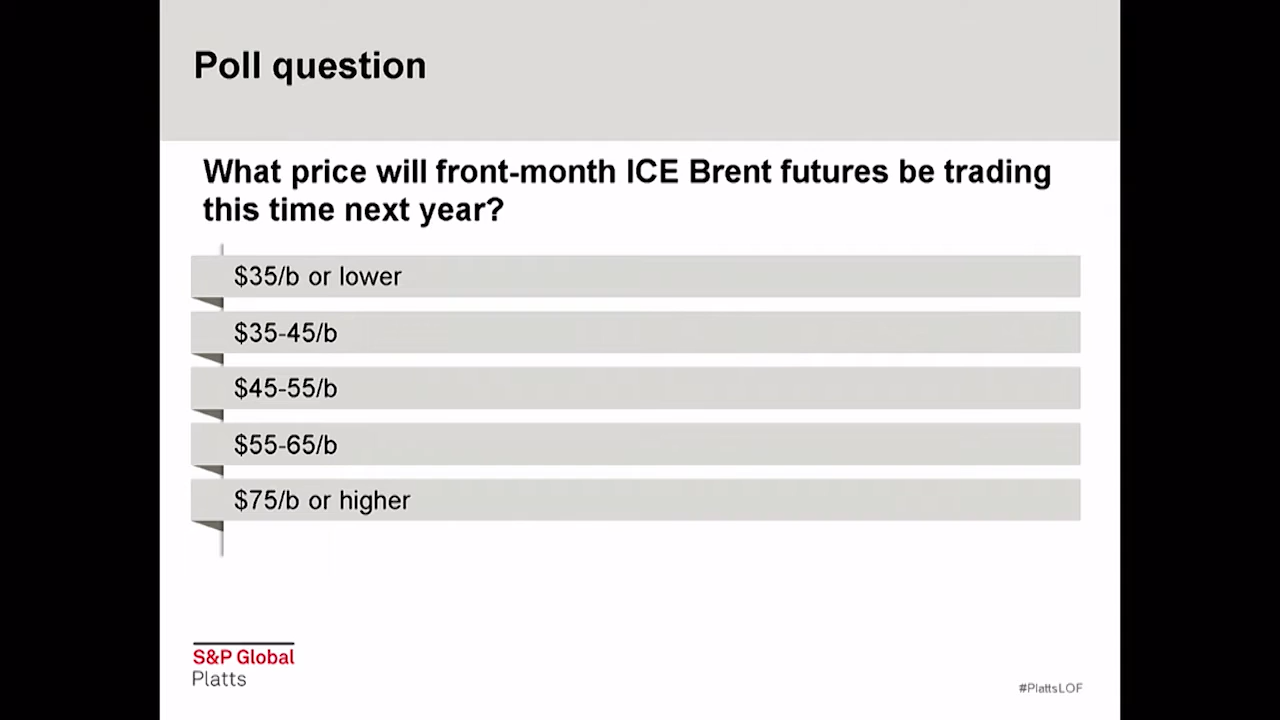 Poll question
What price will front-month ICE Brent futures be trading
this time next year?
$35/b or lower
$35-45/b
$45-55/b
$55-65/b
$75/b or higher
S&P Global
Platts
#PlattsLOF